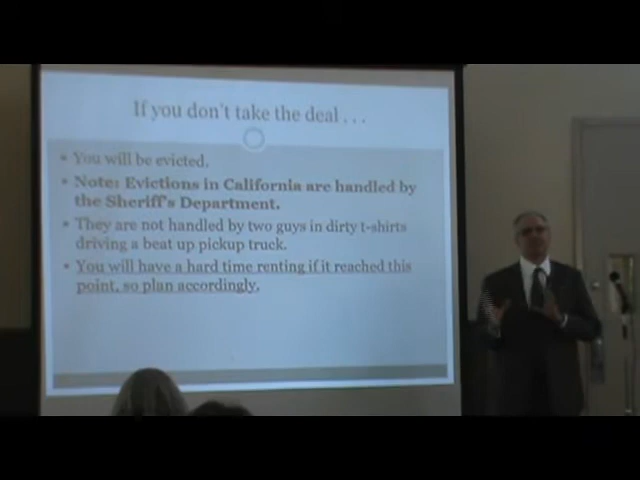 If you don't take the deal . . .
You will be evicted.
Note: Evictions in California are handled by
the Sheriff's Department.
They are not handled by two guys in dirty t-shirts
driving a beat up pickup truck.
You will have a hard time renting if it reached this
point, so plan accordingly.